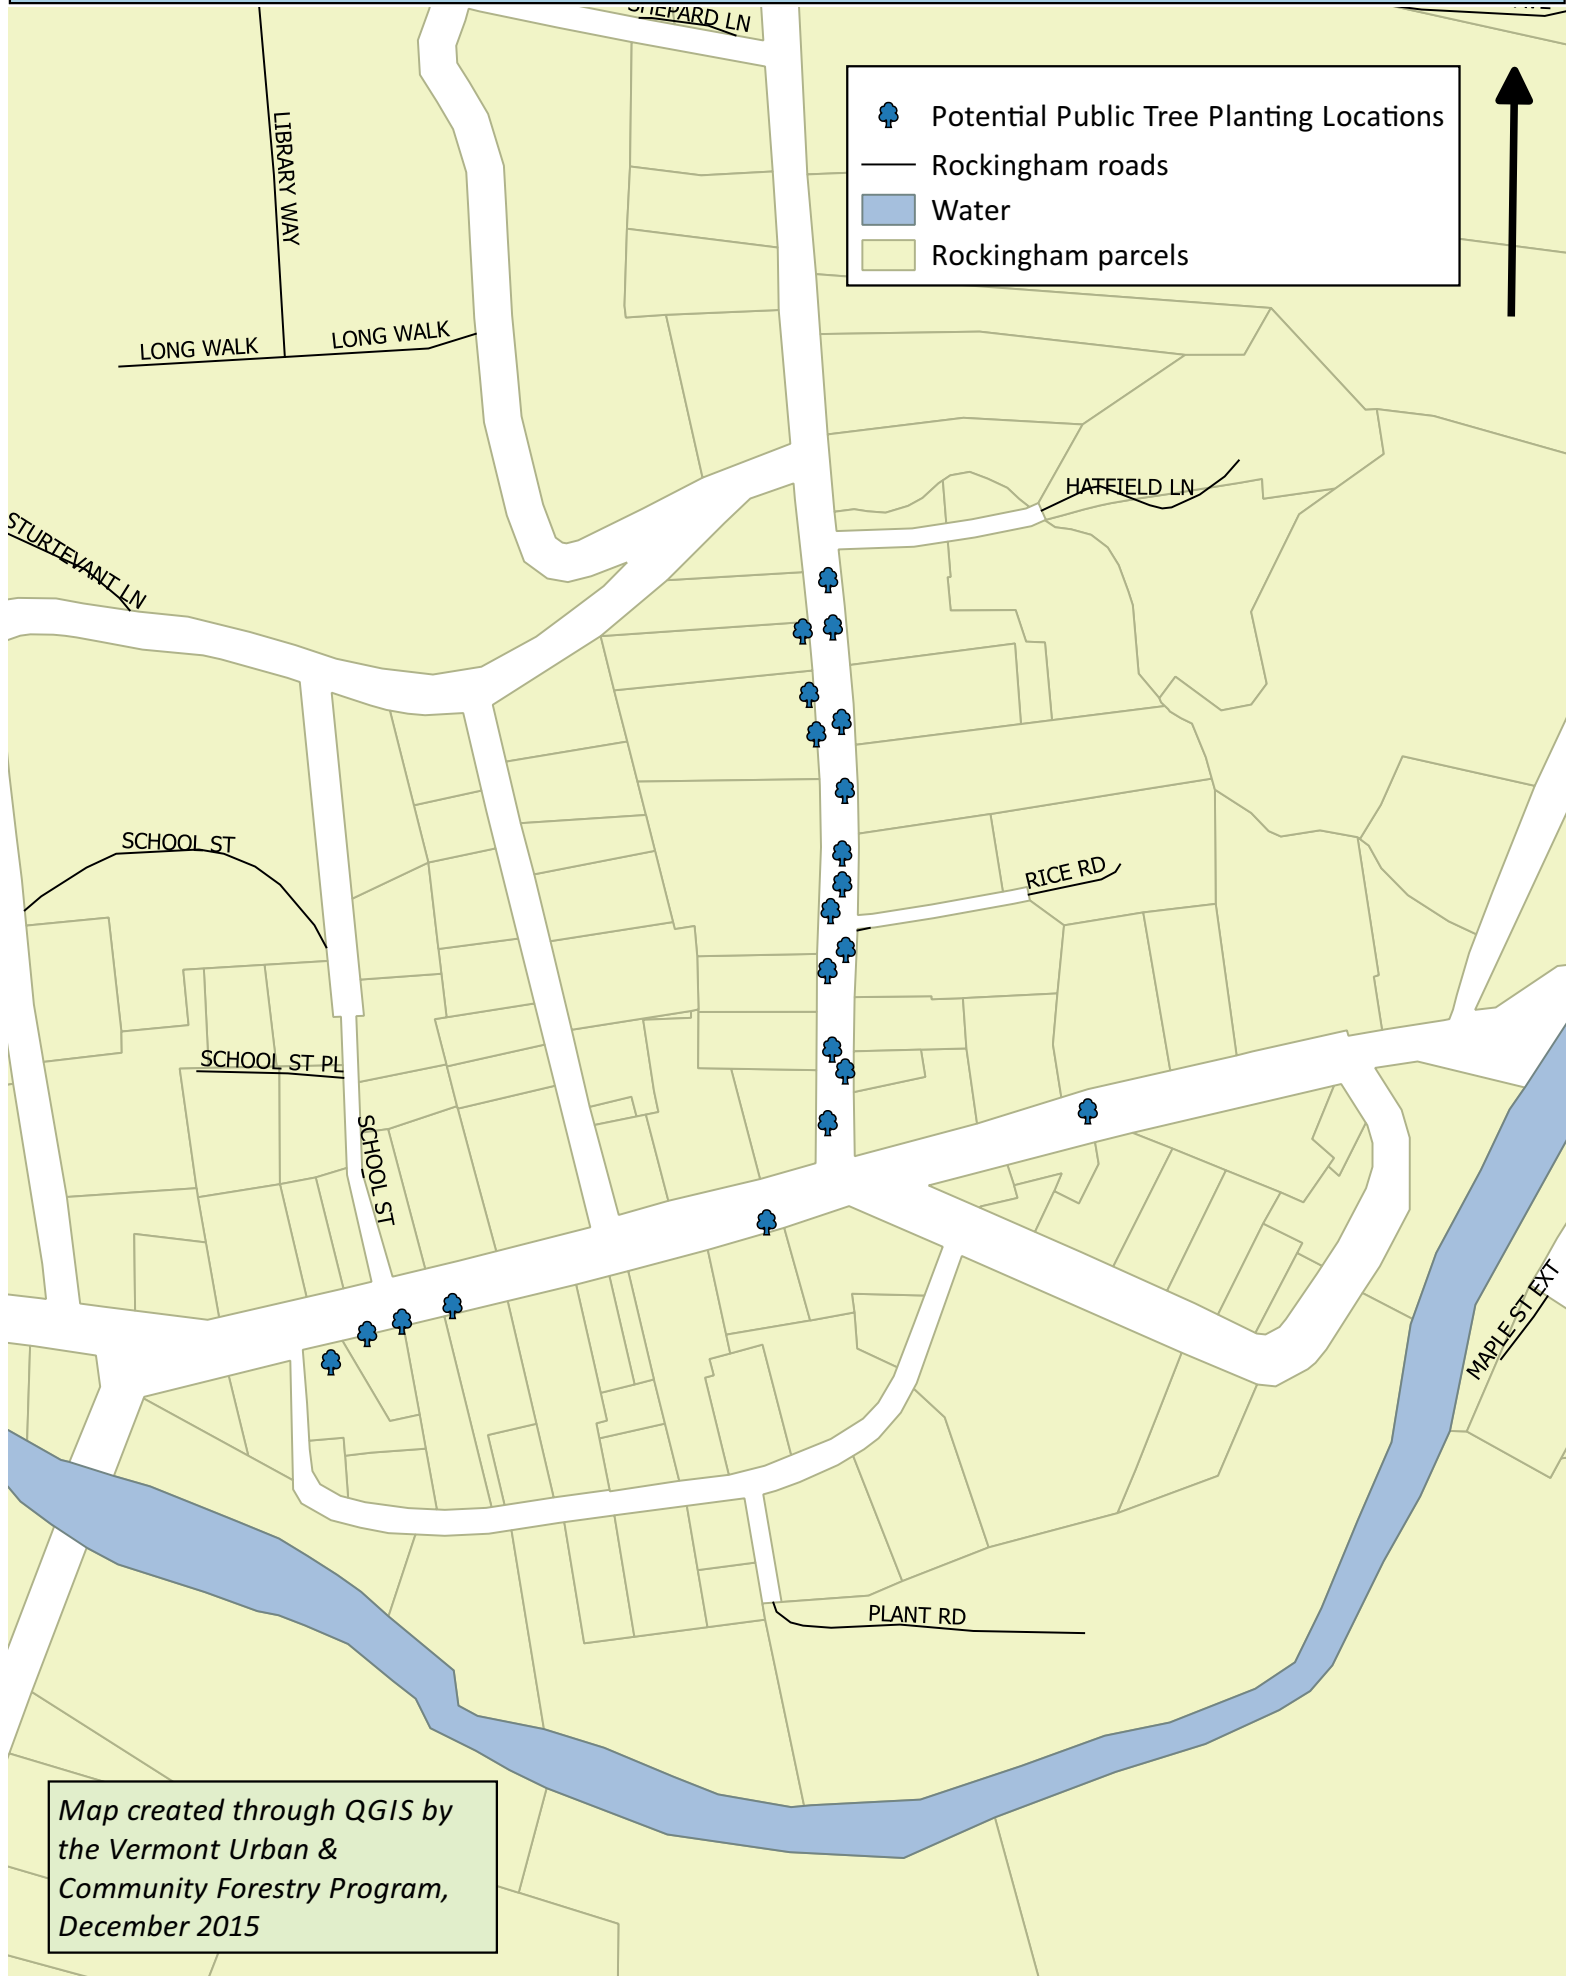 SHEPARD LN
Potential Public Tree Planting Locations
Rockingham roads
Water
Rockingham parcels
LIBRARY WAY
LONG WALK
LONG WALK
HATFIELD LN
STURTEVANT LN
SCHOOL ST
RICE RD
SCHOOL ST PL
SCHOOL ST
MAPLE ST EXT
PLANT RD
Map created through QGIS by
the Vermont Urban &
Community Forestry Program,
December 2015